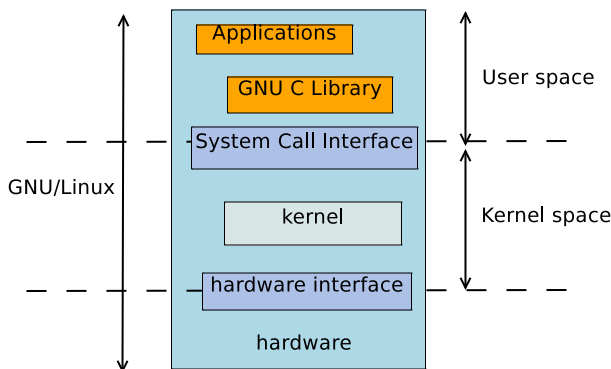 Applications
GNU C Library
User space
System Call Interface
GNU/Linux
kernel
Kernel space
hardware interface
hardware